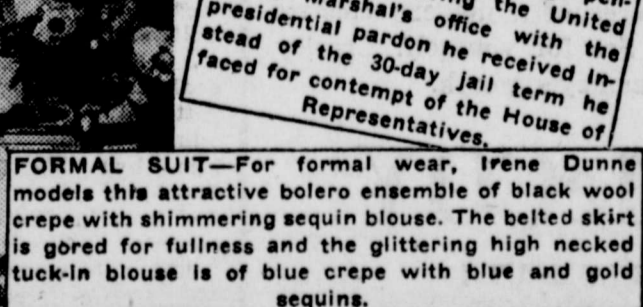 the United
Marshal's office with the
presidential pardon he received in-
stead of the 30-day jail term he
faced for contempt of the House of
Representatives.
FORMAL SUIT—For formal wear, Irene Dunne
models this attractive bolero ensemble of black wool
crepe with shimmering sequin blouse. The belted skirt
is gored for fullness and the glittering high necked
tuck-in blouse is of blue crepe with blue and gold
sequins.